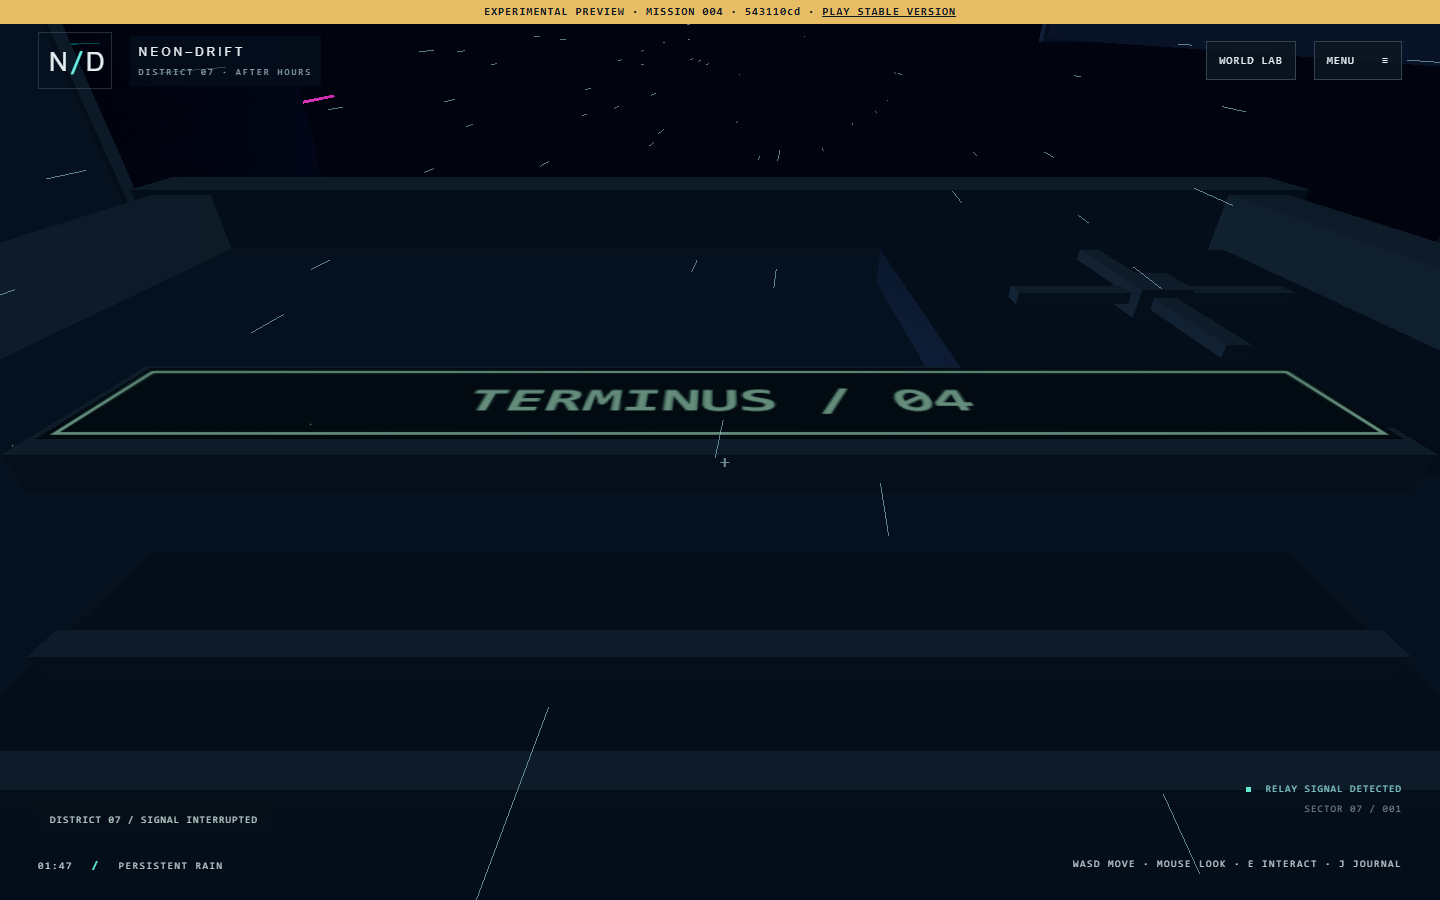 EXPERIMENTAL PREVIEW · MISSION 004 · 543110cd · PLAY STABLE VERSION
N/D
NEON–DRIFT
DISTRICT 07 · AFTER HOURS
WORLD LAB
MENU ≡
TERMINUS / 04
RELAY SIGNAL DETECTED
SECTOR 07 / 001
DISTRICT 07 / SIGNAL INTERRUPTED
01:47 / PERSISTENT RAIN
WASD MOVE · MOUSE LOOK · E INTERACT · J JOURNAL